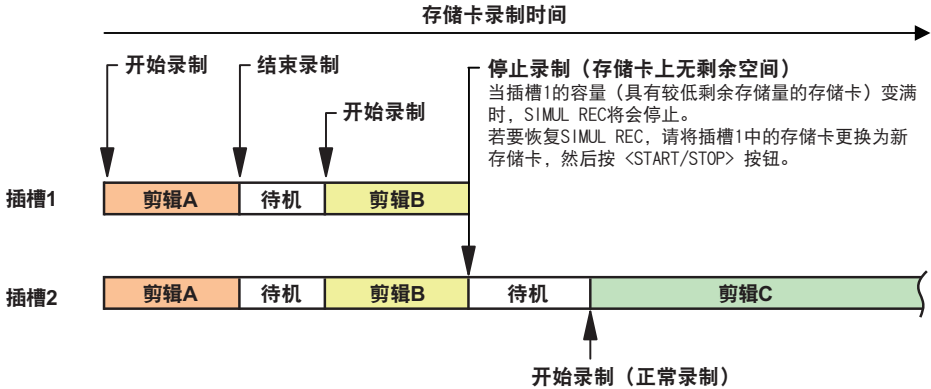 存储卡录制时间
开始录制
结束录制
开始录制
停止录制（存储卡上无剩余空间）
当插槽1的容量（具有较低剩余存储量的存储卡）变满
时，SIMUL REC将会停止。
若要恢复SIMUL REC，请将插槽1中的存储卡更换为新
存储卡，然后按 <START/STOP> 按钮。
插槽1
剪辑A
待机
剪辑B
插槽2
剪辑A
待机
剪辑B
待机
剪辑C
开始录制（正常录制）